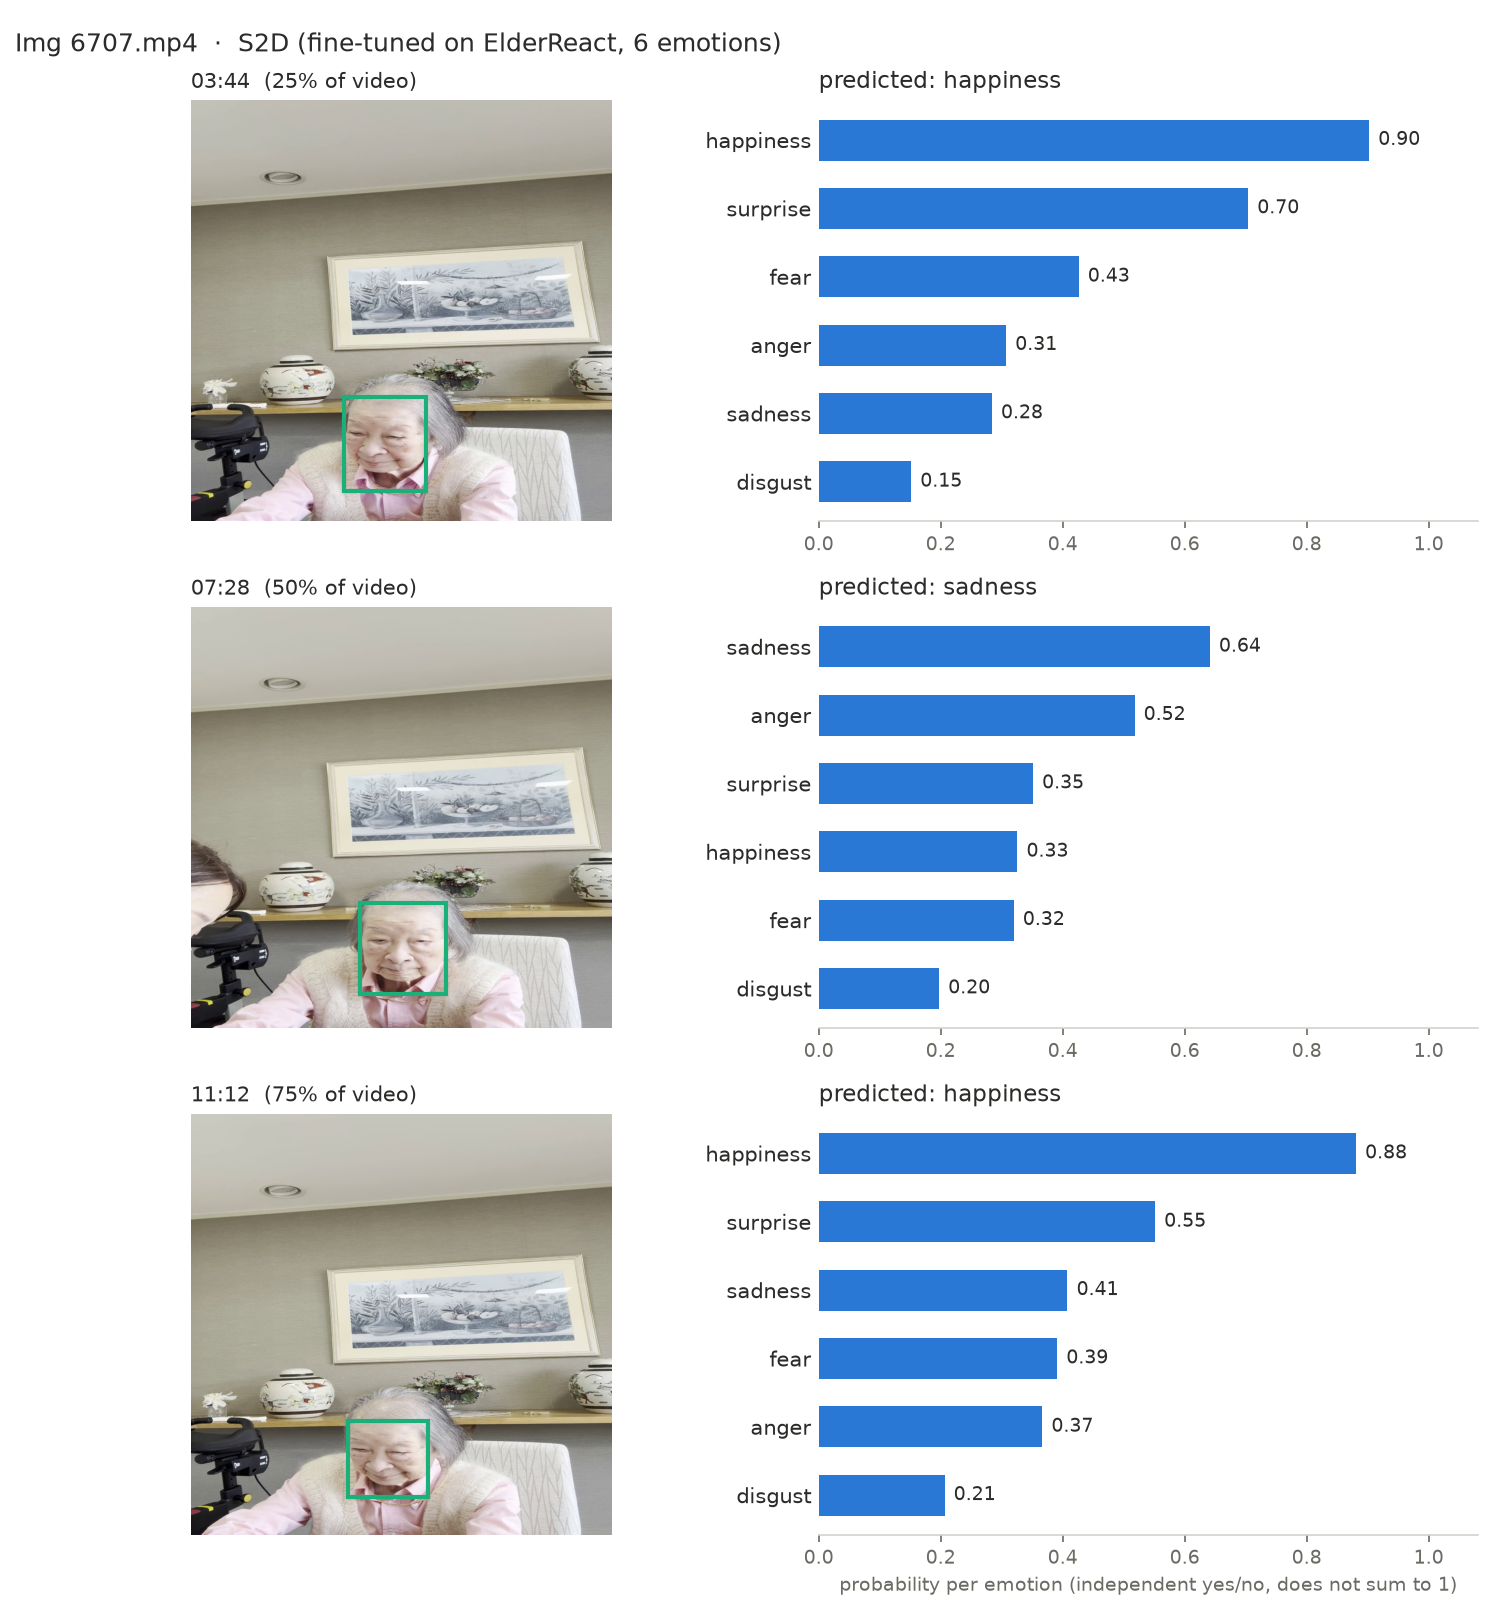 Img 6707.mp4  ·  S2D (fine-tuned on ElderReact, 6 emotions)
03:44  (25% of video)
predicted: happiness
happiness 0.90
surprise 0.70
fear 0.43
anger 0.31
sadness 0.28
disgust 0.15
0.0 0.2 0.4 0.6 0.8 1.0
07:28  (50% of video)
predicted: sadness
sadness 0.64
anger 0.52
surprise 0.35
happiness 0.33
fear 0.32
disgust 0.20
0.0 0.2 0.4 0.6 0.8 1.0
11:12  (75% of video)
predicted: happiness
happiness 0.88
surprise 0.55
sadness 0.41
fear 0.39
anger 0.37
disgust 0.21
0.0 0.2 0.4 0.6 0.8 1.0
probability per emotion (independent yes/no, does not sum to 1)